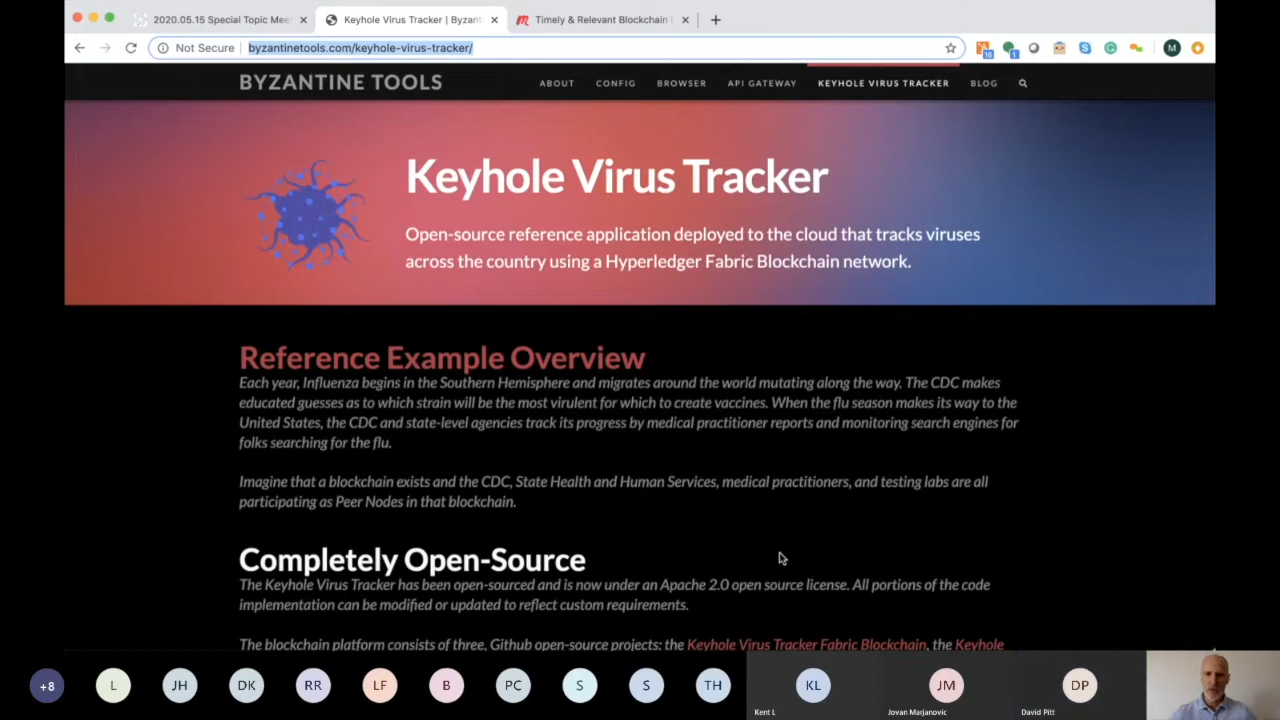 2020.05.15 Special Topic Mee
Keyhole Virus Tracker | Byzant
Timely & Relevant Blockchain
Not Secure
byzantinetools.com/keyhole-virus-tracker/
18
1
M
BYZANTINE TOOLS
ABOUT
CONFIG
BROWSER
API GATEWAY
KEYHOLE VIRUS TRACKER
BLOG
Keyhole Virus Tracker
Open-source reference application deployed to the cloud that tracks viruses
across the country using a Hyperledger Fabric Blockchain network.
Reference Example Overview
Each year, Influenza begins in the Southern Hemisphere and migrates around the world mutating along the way. The CDC makes
educated guesses as to which strain will be the most virulent for which to create vaccines. When the flu season makes its way to the
United States, the CDC and state-level agencies track its progress by medical practitioner reports and monitoring search engines for
folks searching for the flu.
Imagine that a blockchain exists and the CDC, State Health and Human Services, medical practitioners, and testing labs are all
participating as Peer Nodes in that blockchain.
Completely Open-Source
The Keyhole Virus Tracker has been open-sourced and is now under an Apache 2.0 open source license. All portions of the code
implementation can be modified or updated to reflect custom requirements.
The blockchain platform consists of three, Github open-source projects: the Keyhole Virus Tracker Fabric Blockchain, the Keyhole
+8
L
JH
DK
RR
LF
B
PC
S
S
TH
KL
JM
DP
Kent L
Jovan Marjanovic
David Pitt